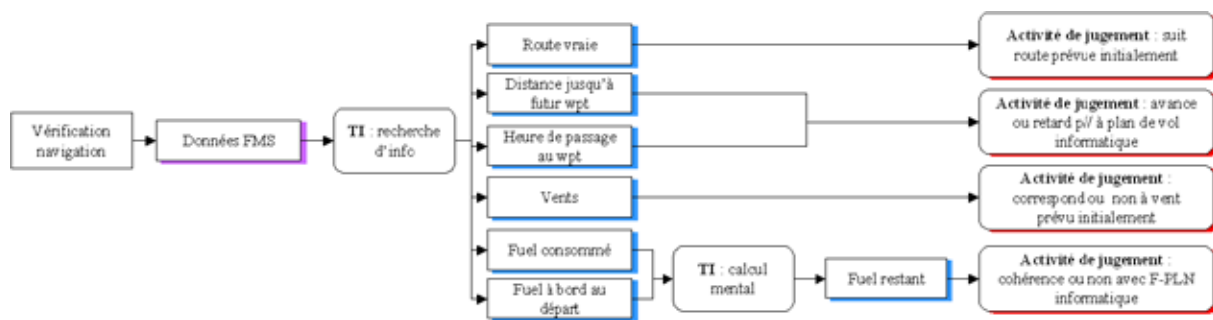 Vérification
navigation
Données FMS
TI : recherche
d'info
Route vraie
Distance jusqu'à
futur wpt
Heure de passage
au wpt
Vents
Fuel consommé
Fuel à bord au
départ
TI : calcul
mental
Fuel restant
Activité de jugement : suit
route prévue initialement
Activité de jugement : avance
ou retard p// à plan de vol
informatique
Activité de jugement :
correspond ou non à vent
prévu initialement
Activité de jugement :
cohérence ou non avec F-PLN
informatique